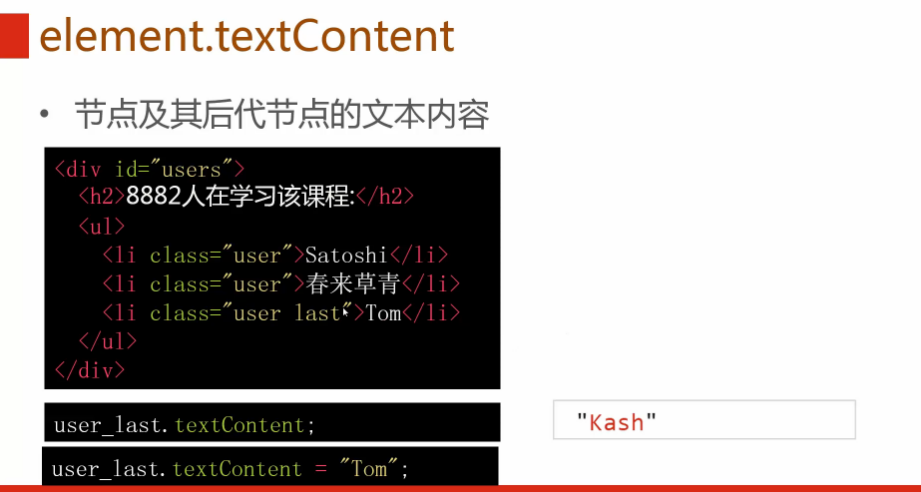 element.textContent
• 节点及其后代节点的文本内容
<div id="users">
<h2>8882人在学习该课程:</h2>
<ul>
<li class="user">Satoshi</li>
<li class="user">春来草青</li>
<li class="user last">Tom</li>
</ul>
</div>
user_last.textContent;
"Kash"
user_last.textContent = "Tom";